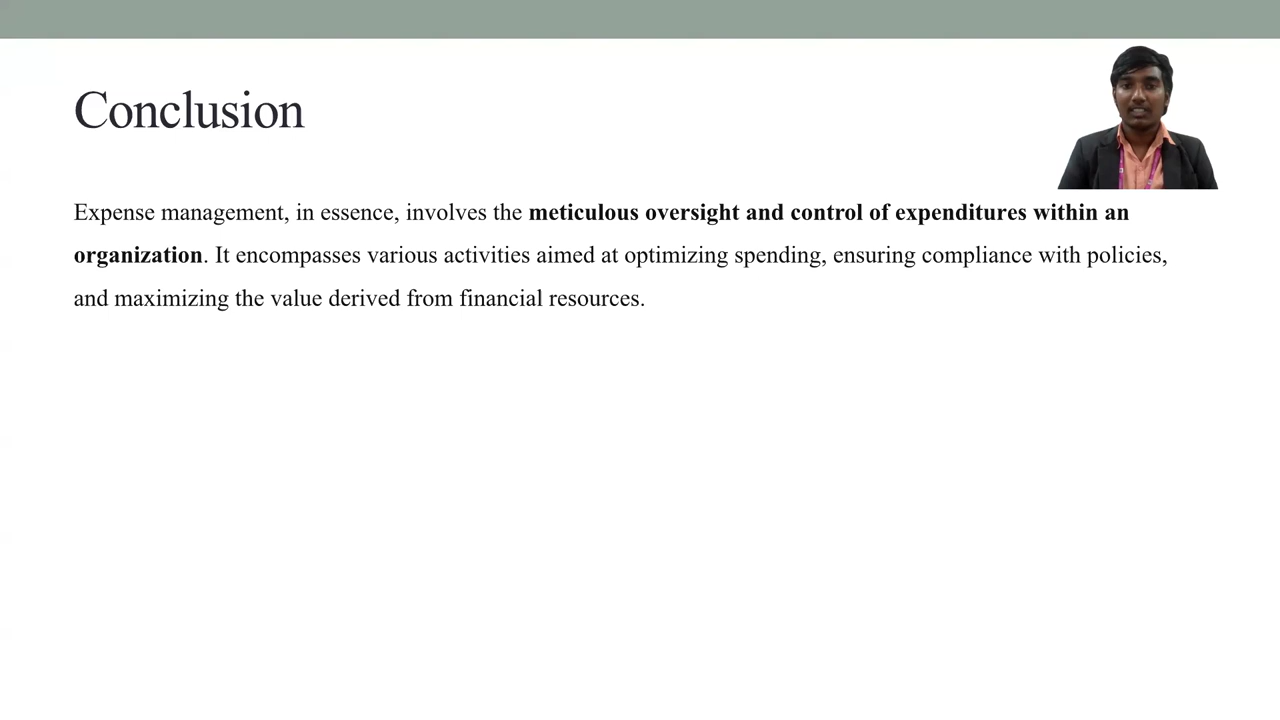 Conclusion
Expense management, in essence, involves the meticulous oversight and control of expenditures within an
organization. It encompasses various activities aimed at optimizing spending, ensuring compliance with policies,
and maximizing the value derived from financial resources.